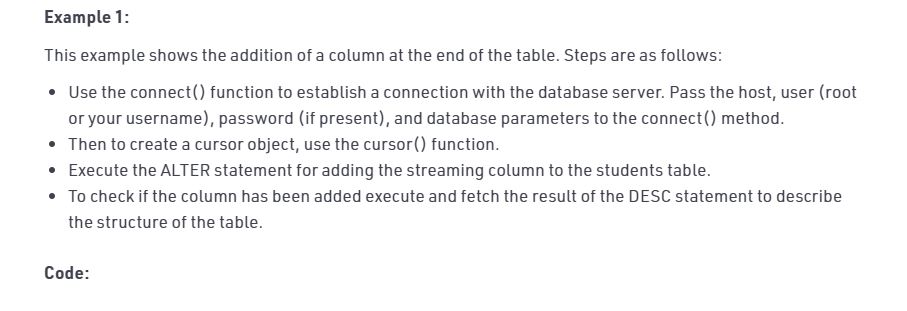 Example 1:
This example shows the addition of a column at the end of the table. Steps are as follows:
• Use the connect() function to establish a connection with the database server. Pass the host, user (root
or your username), password (if present), and database parameters to the connect() method.
• Then to create a cursor object, use the cursor() function.
• Execute the ALTER statement for adding the streaming column to the students table.
• To check if the column has been added execute and fetch the result of the DESC statement to describe
the structure of the table.
Code: